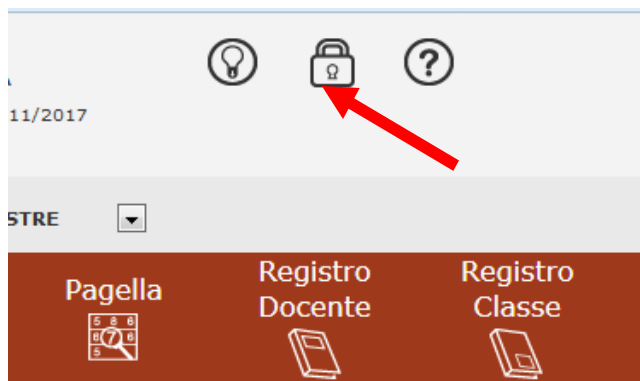 11/2017
STRE
Pagella
Registro
Docente
Registro
Classe